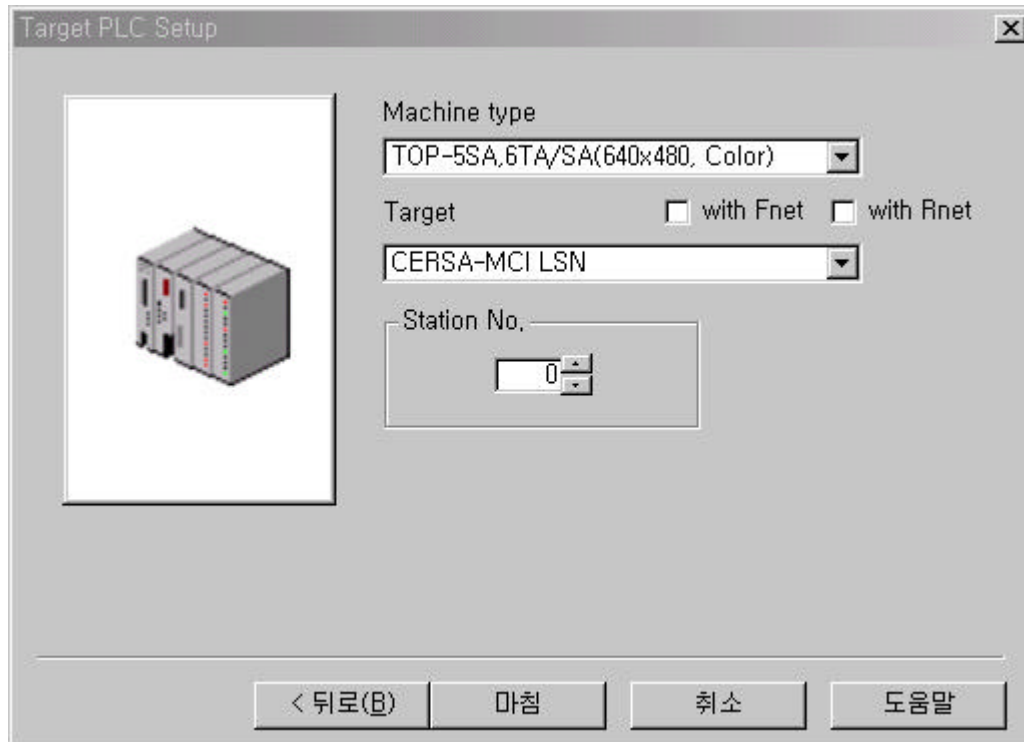 Target PLC Setup
Machine type
TOP-5SA,6TA/SA(640x480, Color)
Target with Fnet with Rnet
CERSA-MCI LSN
Station No.
0
< 뒤로(B) 마침 취소 도움말